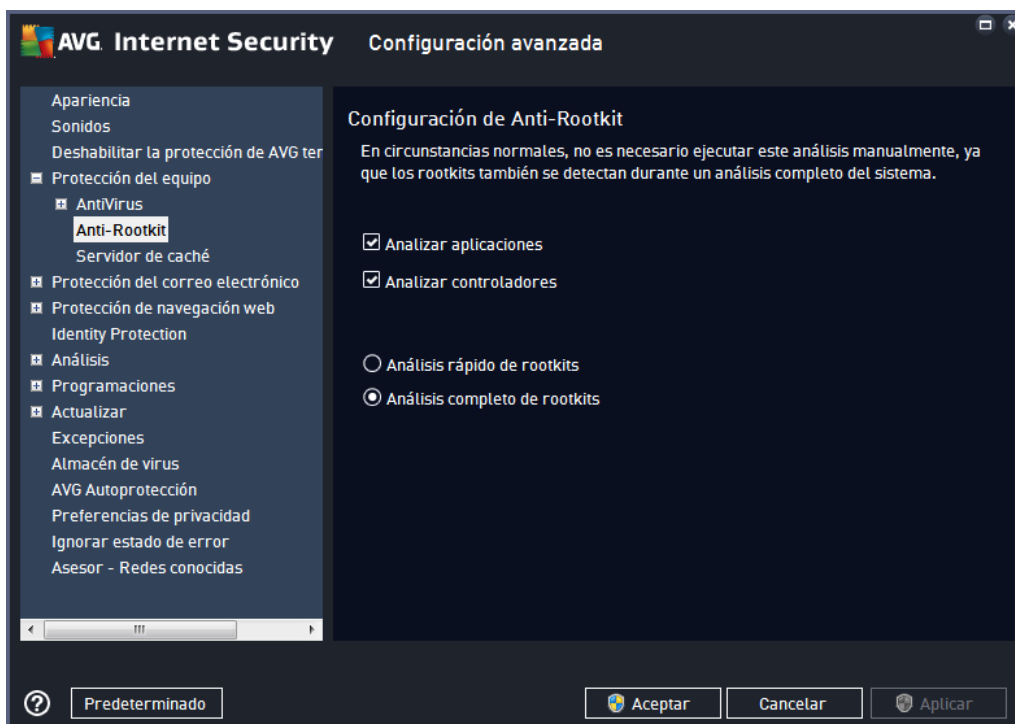 AVG. Internet Security Configuración avanzada
Apariencia
Sonidos
Deshabilitar la protección de AVG ter
Protección del equipo
AntiVirus
Anti-Rootkit
Servidor de caché
Protección del correo electrónico
Protección de navegación web
Identity Protection
Análisis
Programaciones
Actualizar
Excepciones
Almacén de virus
AVG Autoprotección
Preferencias de privacidad
Ignorar estado de error
Asesor - Redes conocidas
Configuración de Anti-Rootkit
En circunstancias normales, no es necesario ejecutar este análisis manualmente, ya
que los rootkits también se detectan durante un análisis completo del sistema.
Analizar aplicaciones
Analizar controladores
Análisis rápido de rootkits
Análisis completo de rootkits
Predeterminado
Aceptar
Cancelar
Aplicar